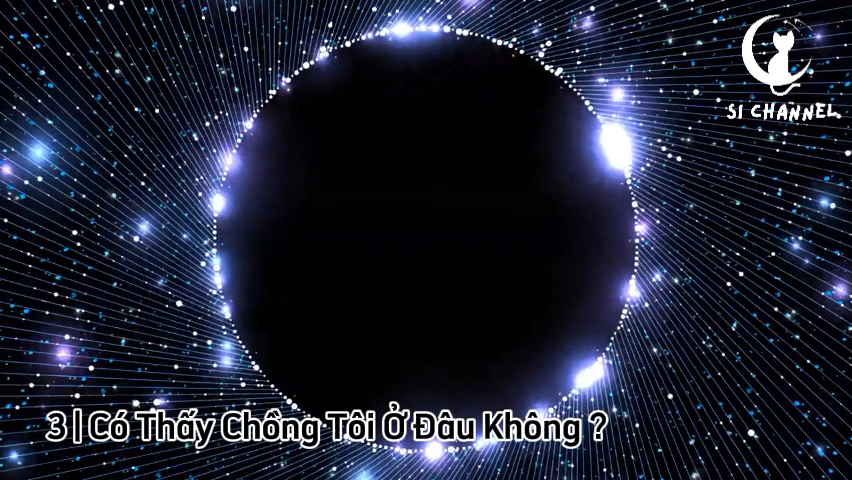 SI CHANNEL
3 | Có Thấy Chồng Tôi Ở Đâu Không ?